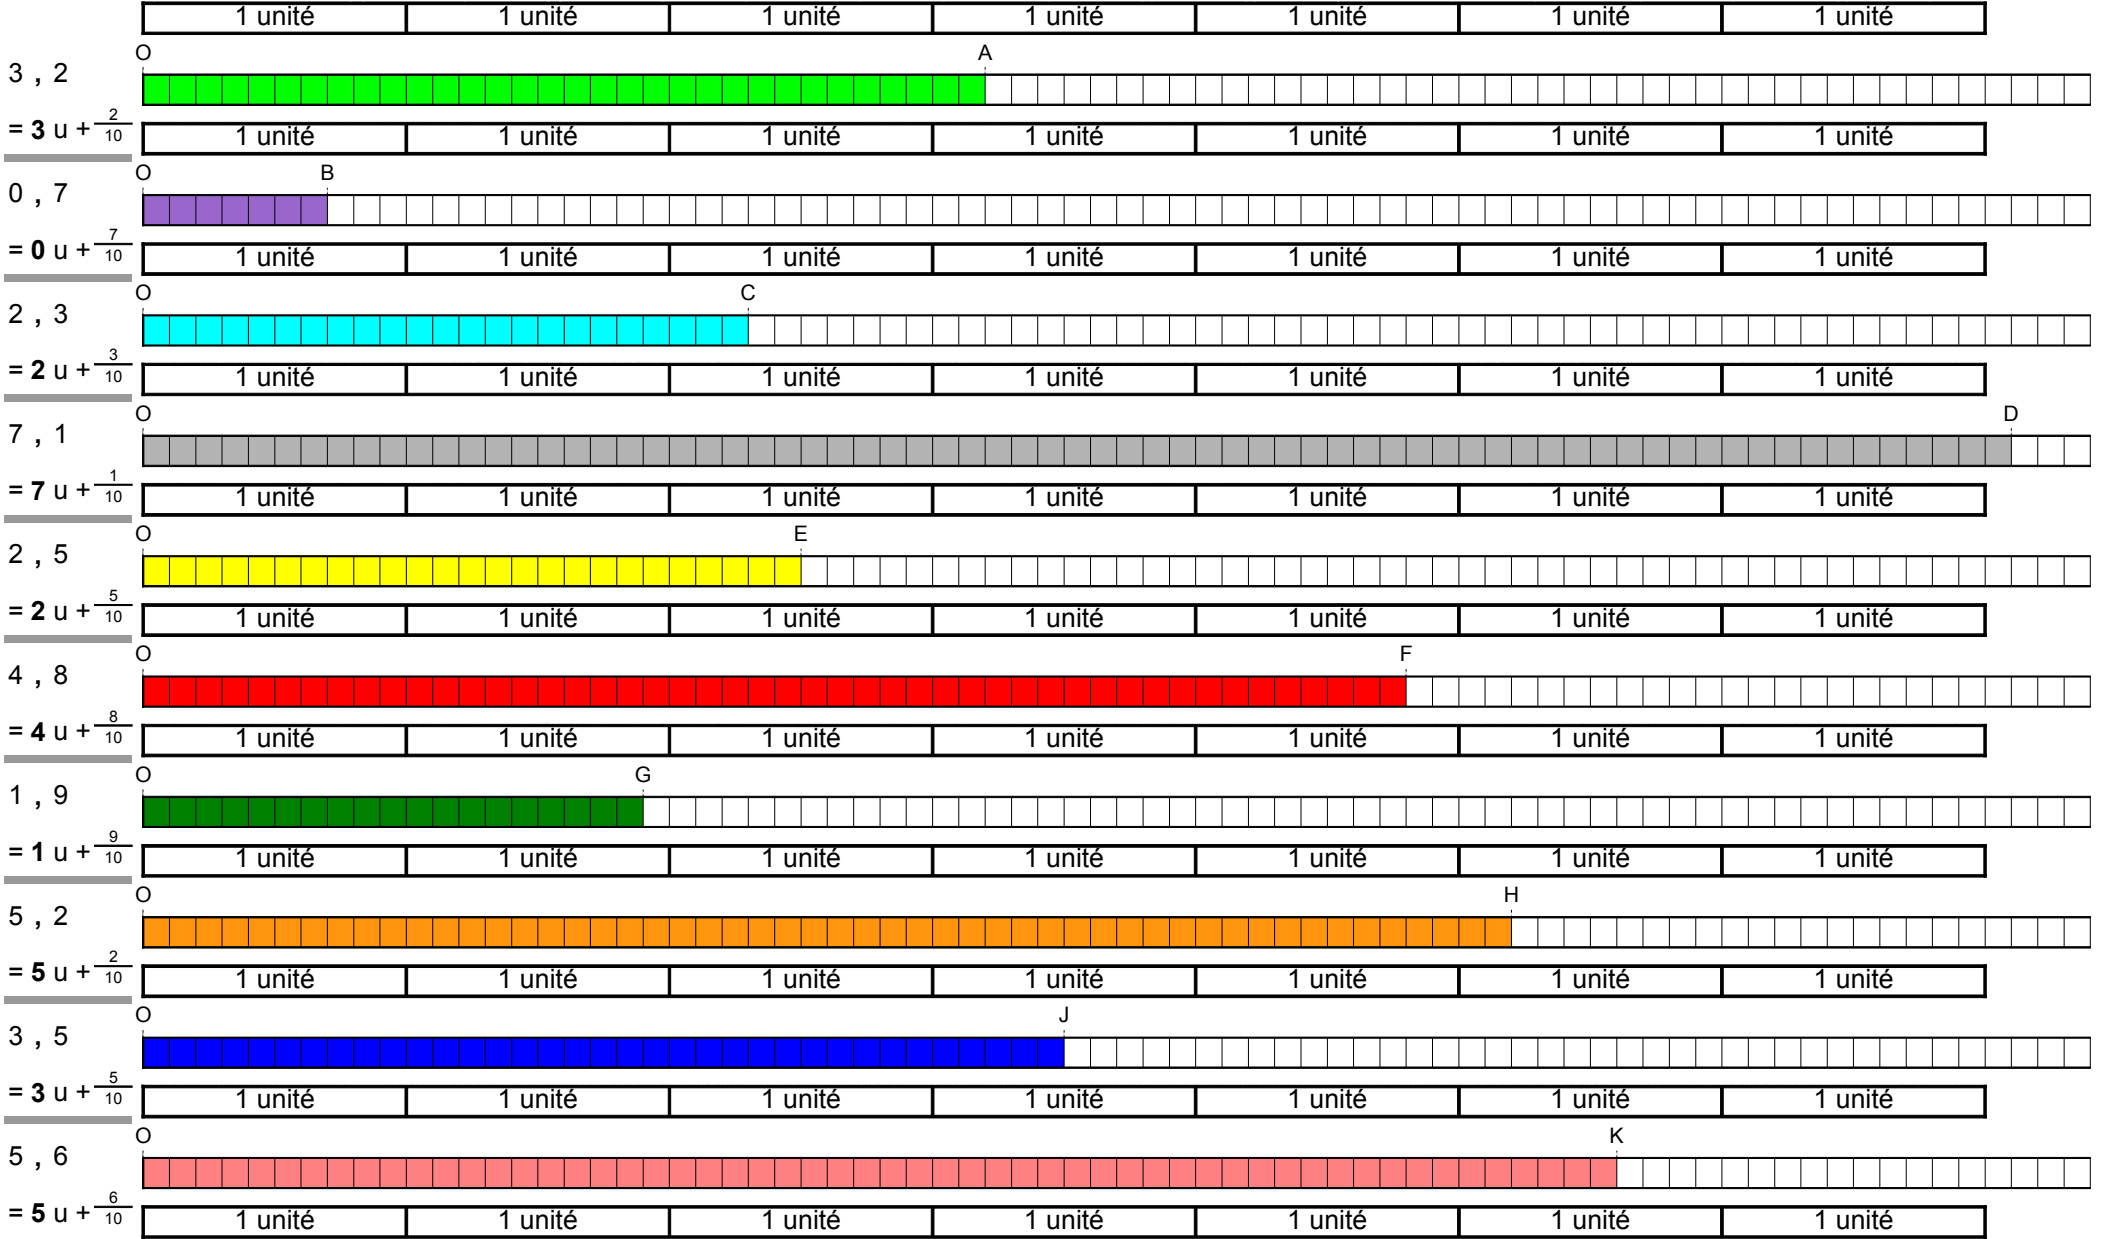 1 unité 1 unité 1 unité 1 unité 1 unité 1 unité 1 unité
O A
3 , 2
= 3 u + 2/10
1 unité 1 unité 1 unité 1 unité 1 unité 1 unité 1 unité
O B
0 , 7
= 0 u + 7/10
1 unité 1 unité 1 unité 1 unité 1 unité 1 unité 1 unité
O C
2 , 3
= 2 u + 3/10
1 unité 1 unité 1 unité 1 unité 1 unité 1 unité 1 unité
O D
7 , 1
= 7 u + 1/10
1 unité 1 unité 1 unité 1 unité 1 unité 1 unité 1 unité
O E
2 , 5
= 2 u + 5/10
1 unité 1 unité 1 unité 1 unité 1 unité 1 unité 1 unité
O F
4 , 8
= 4 u + 8/10
1 unité 1 unité 1 unité 1 unité 1 unité 1 unité 1 unité
O G
1 , 9
= 1 u + 9/10
1 unité 1 unité 1 unité 1 unité 1 unité 1 unité 1 unité
O H
5 , 2
= 5 u + 2/10
1 unité 1 unité 1 unité 1 unité 1 unité 1 unité 1 unité
O J
3 , 5
= 3 u + 5/10
1 unité 1 unité 1 unité 1 unité 1 unité 1 unité 1 unité
O K
5 , 6
= 5 u + 6/10
1 unité 1 unité 1 unité 1 unité 1 unité 1 unité 1 unité